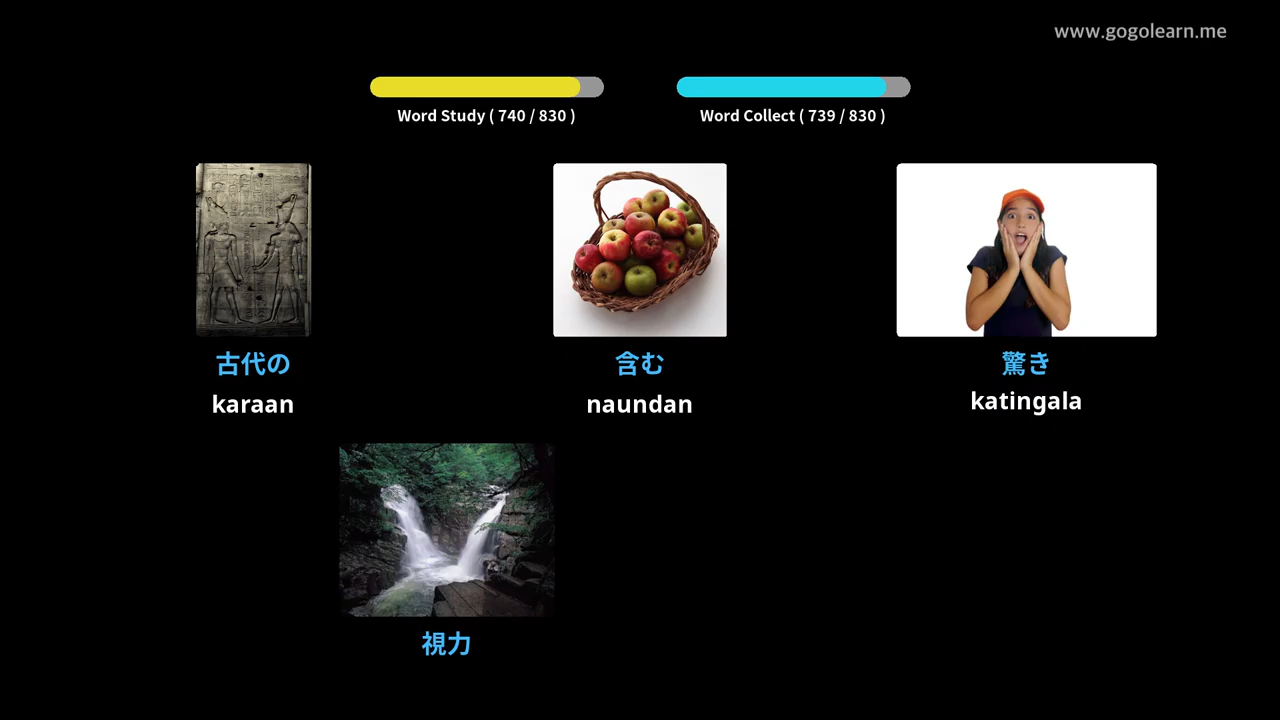 www.gogolearn.me
Word Study ( 740 / 830 )
Word Collect ( 739 / 830 )
古代の
karaan
含む
naundan
驚き
katingala
視力